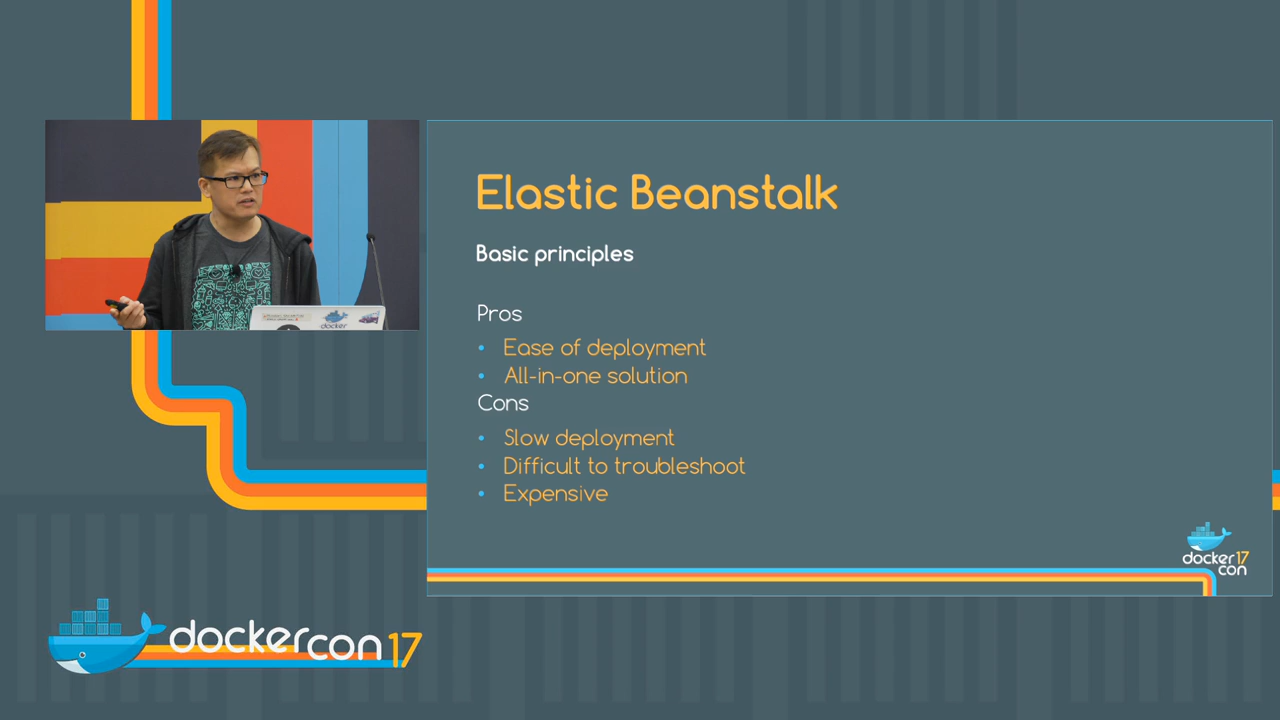 Elastic Beanstalk
Basic principles
Pros
• Ease of deployment
• All-in-one solution
Cons
• Slow deployment
• Difficult to troubleshoot
• Expensive
docker
docker 17
con
dockercon 17